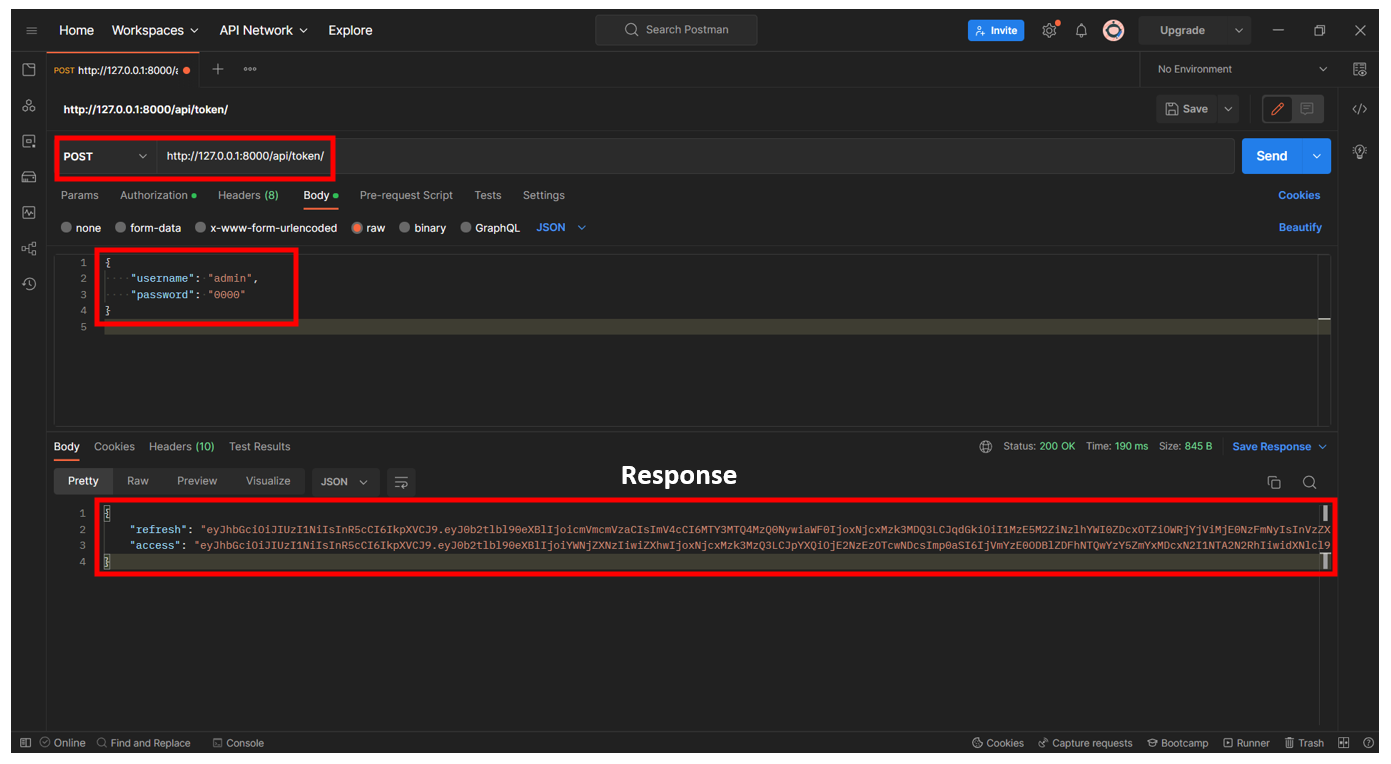 Home Workspaces API Network Explore Search Postman Invite Upgrade
POST http://127.0.0.1:8000/a No Environment
http://127.0.0.1:8000/api/token/ Save
POST http://127.0.0.1:8000/api/token/ Send
Params Authorization Headers (8) Body Pre-request Script Tests Settings Cookies
none form-data x-www-form-urlencoded raw binary GraphQL JSON Beautify
1 {
2 "username": "admin",
3 "password": "0000"
4 }
5
Body Cookies Headers (10) Test Results Status: 200 OK Time: 190 ms Size: 845 B Save Response
Pretty Raw Preview Visualize JSON Response
1 {
2 "refresh":
3 "access":
4 }
Online Find and Replace Console Cookies Capture requests Bootcamp Runner Trash